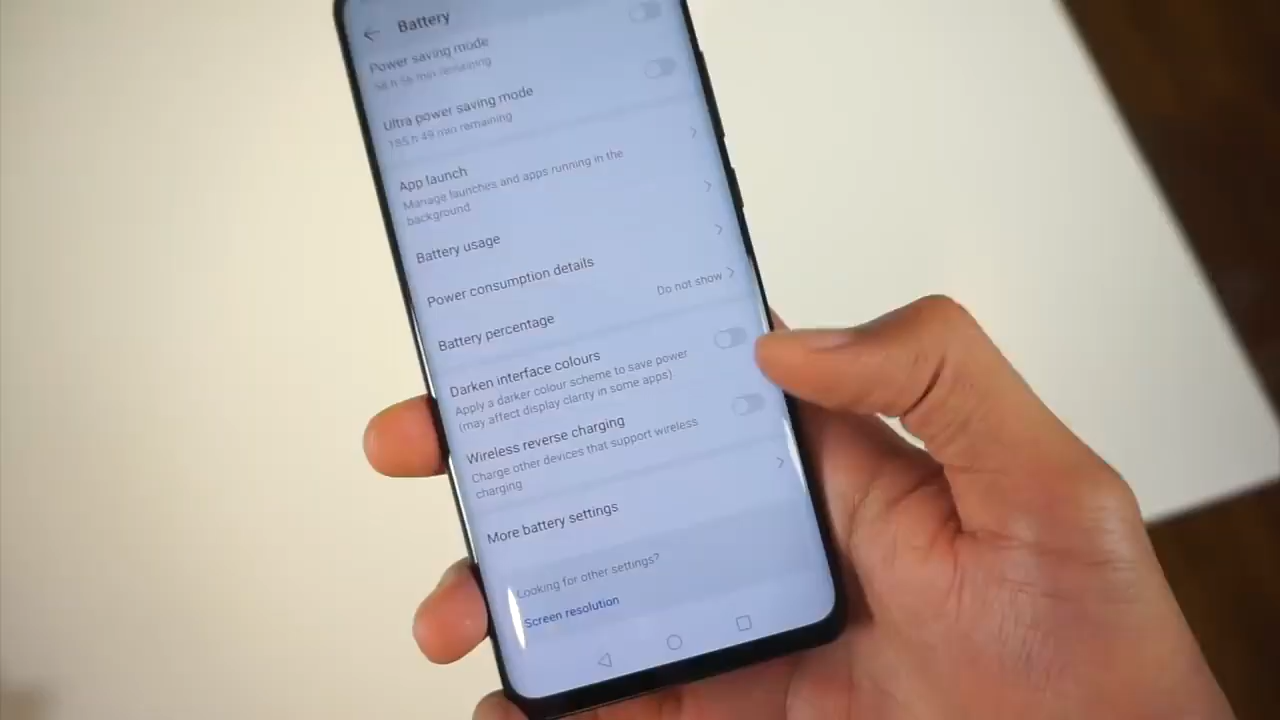 Battery
Power saving mode
min remaining
Ultra power saving mode
185 h 49 min remaining
App launch
Manage launches and apps running in the
background
Battery usage
Power consumption details
Battery percentage Do not show
Darken interface colours
Apply a darker colour scheme to save power
(may affect display clarity in some apps)
Wireless reverse charging
Charge other devices that support wireless
charging
More battery settings
Looking for other settings?
Screen resolution